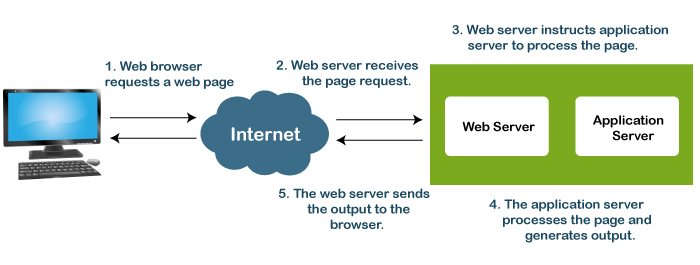 1. Web browser
requests a web page
2. Web server receives
the page request.
3. Web server instructs application
server to process the page.
Internet
Web Server
Application
Server
4. The application server
processes the page and
generates output.
5. The web server sends
the output to the
browser.